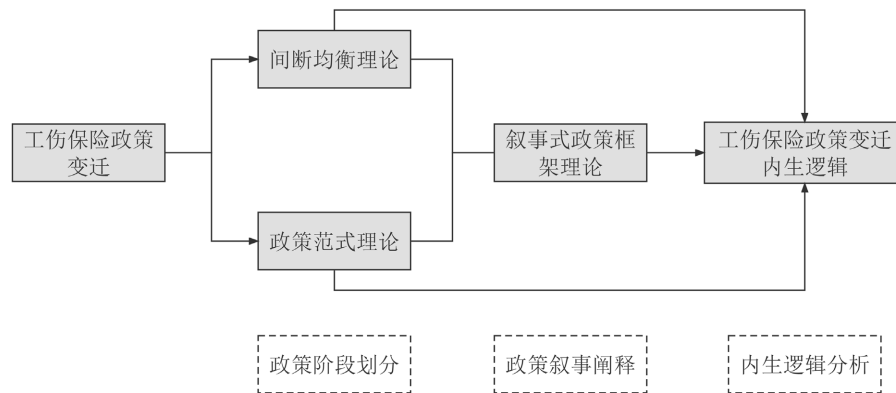 间断均衡理论
工伤保险政策
变迁
叙事式政策框
架理论
工伤保险政策变迁
内生逻辑
政策范式理论
政策阶段划分
政策叙事阐释
内生逻辑分析